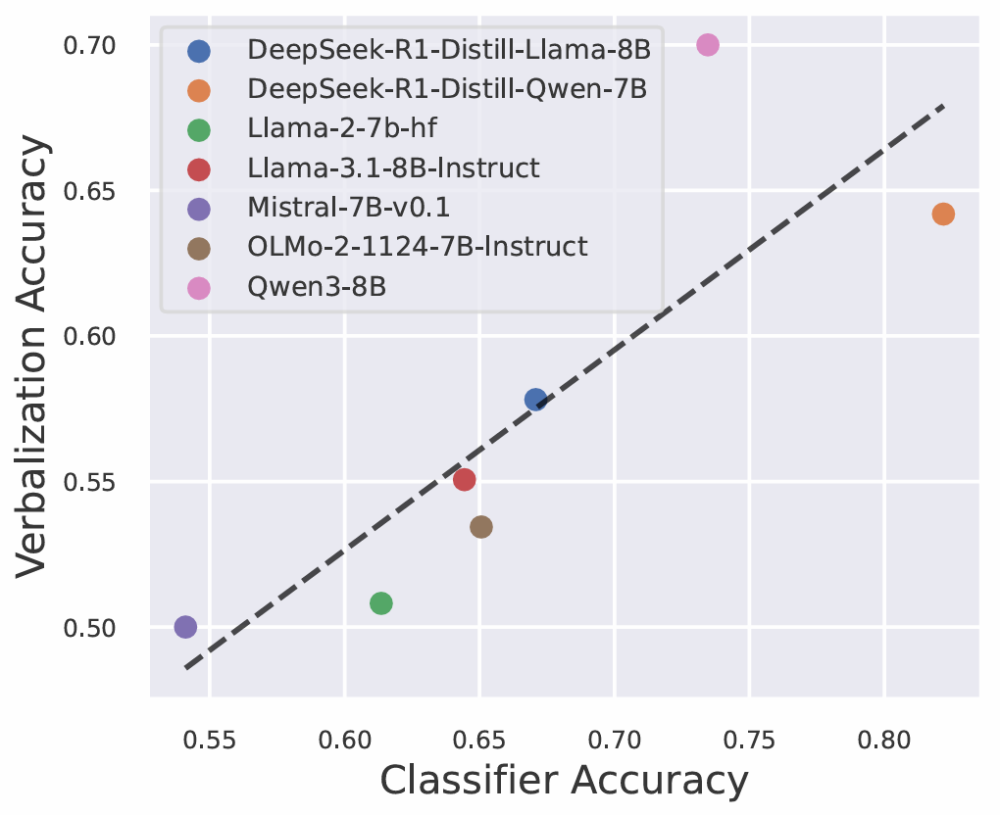 DeepSeek-R1-Distill-Llama-8B
DeepSeek-R1-Distill-Qwen-7B
Llama-2-7b-hf
Llama-3.1-8B-Instruct
Mistral-7B-v0.1
OLMo-2-1124-7B-Instruct
Qwen3-8B
Verbalization Accuracy
0.70
0.65
0.60
0.55
0.50
0.55 0.60 0.65 0.70 0.75 0.80
Classifier Accuracy